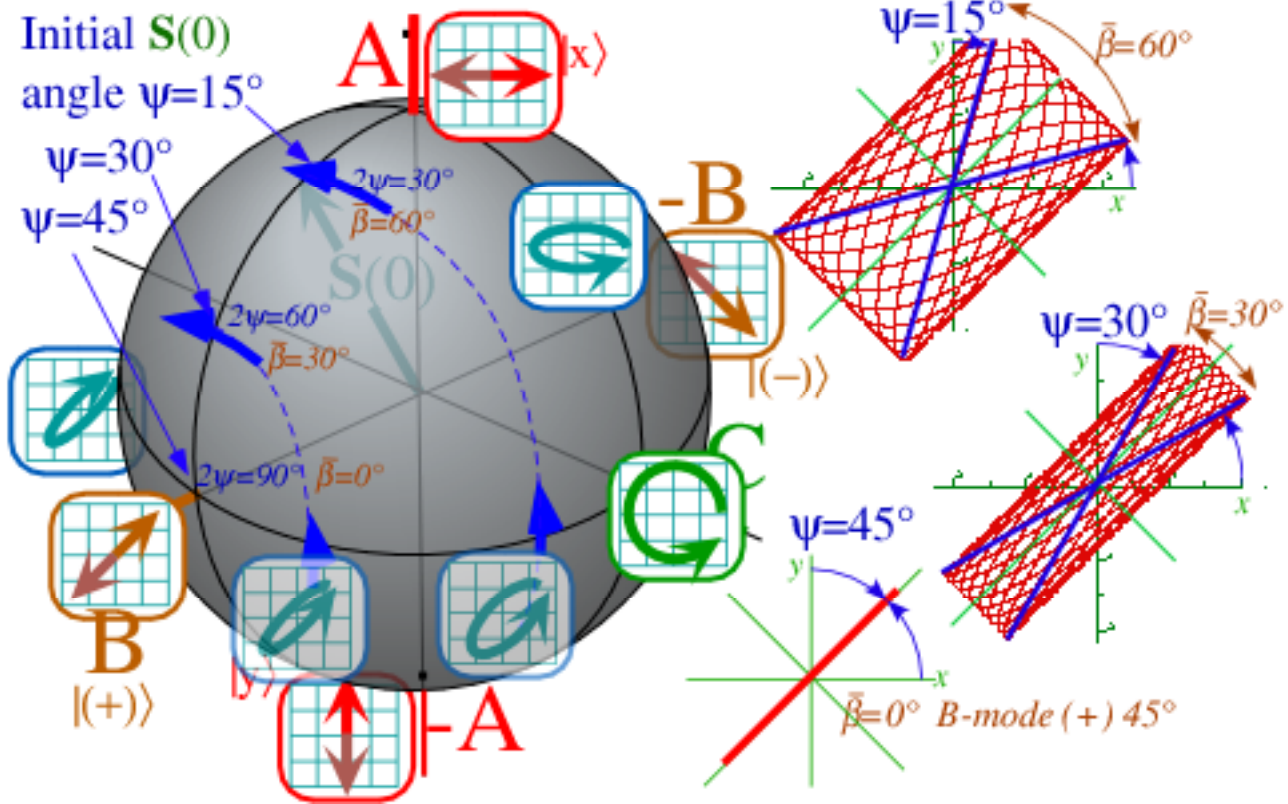 Initial S(0)
angle ψ=15°
ψ=30°
ψ=45°
A
|x⟩
2ψ=30°
β̄=60°
S(0)
2ψ=60°
β̄=30°
2ψ=90°
β̄=0°
-B
|(−)⟩
C
B
|(+)⟩
|y⟩
-A
ψ=15°
β̄=60°
y
x
ψ=30°
β̄=30°
y
x
ψ=45°
y
x
β̄=0° B-mode (+) 45°